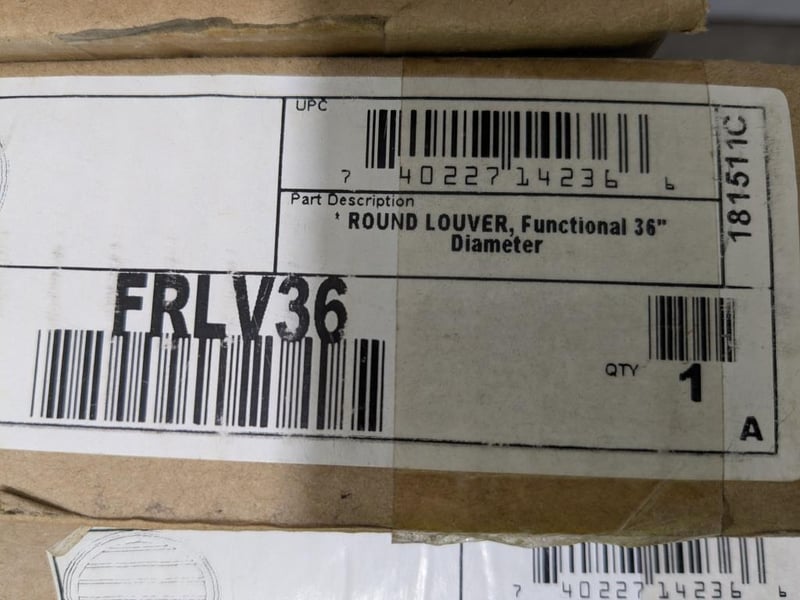 UPC
7 40227 14236 6
Part Description
* ROUND LOUVER, Functional 36"
Diameter
181511C
FRLV36
QTY
1
A
7 40227 14236 6